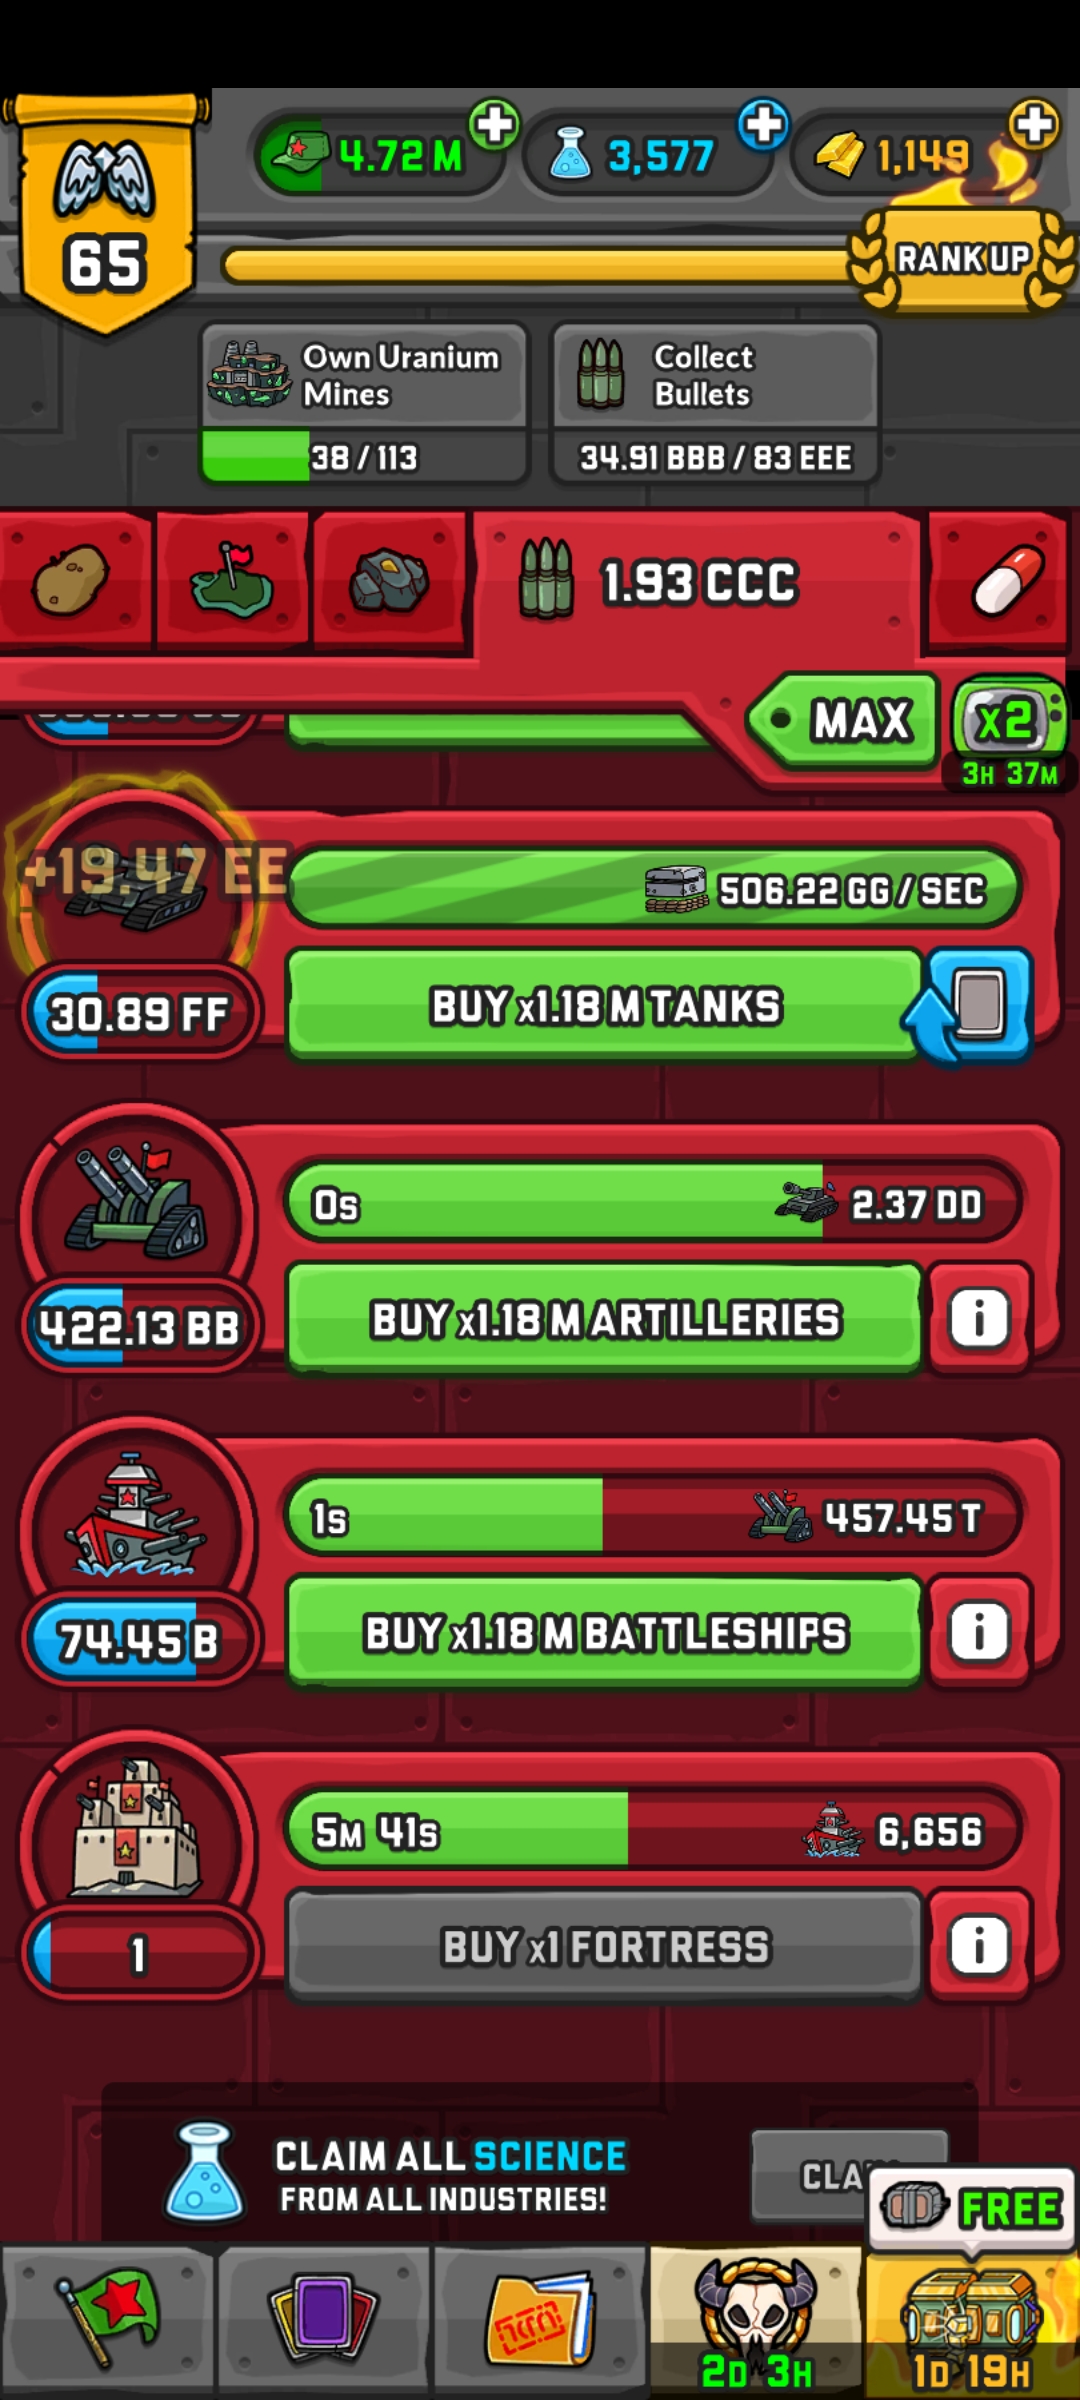 4.72 M
3,577
1,149
65
RANK UP
Own Uranium
Mines
38 / 113
Collect
Bullets
34.91 BBB / 83 EEE
1.93 CCC
MAX
x2
3H 37M
+19.47 EE
506.22 GG / SEC
30.89 FF
BUY x1.18 M TANKS
0s
2.37 DD
422.13 BB
BUY x1.18 M ARTILLERIES
i
1s
457.45 T
74.45 B
BUY x1.18 M BATTLESHIPS
i
5M 41s
6,656
1
BUY x1 FORTRESS
i
CLAIM ALL SCIENCE
FROM ALL INDUSTRIES!
CLA
FREE
2D 3H
1D 19H